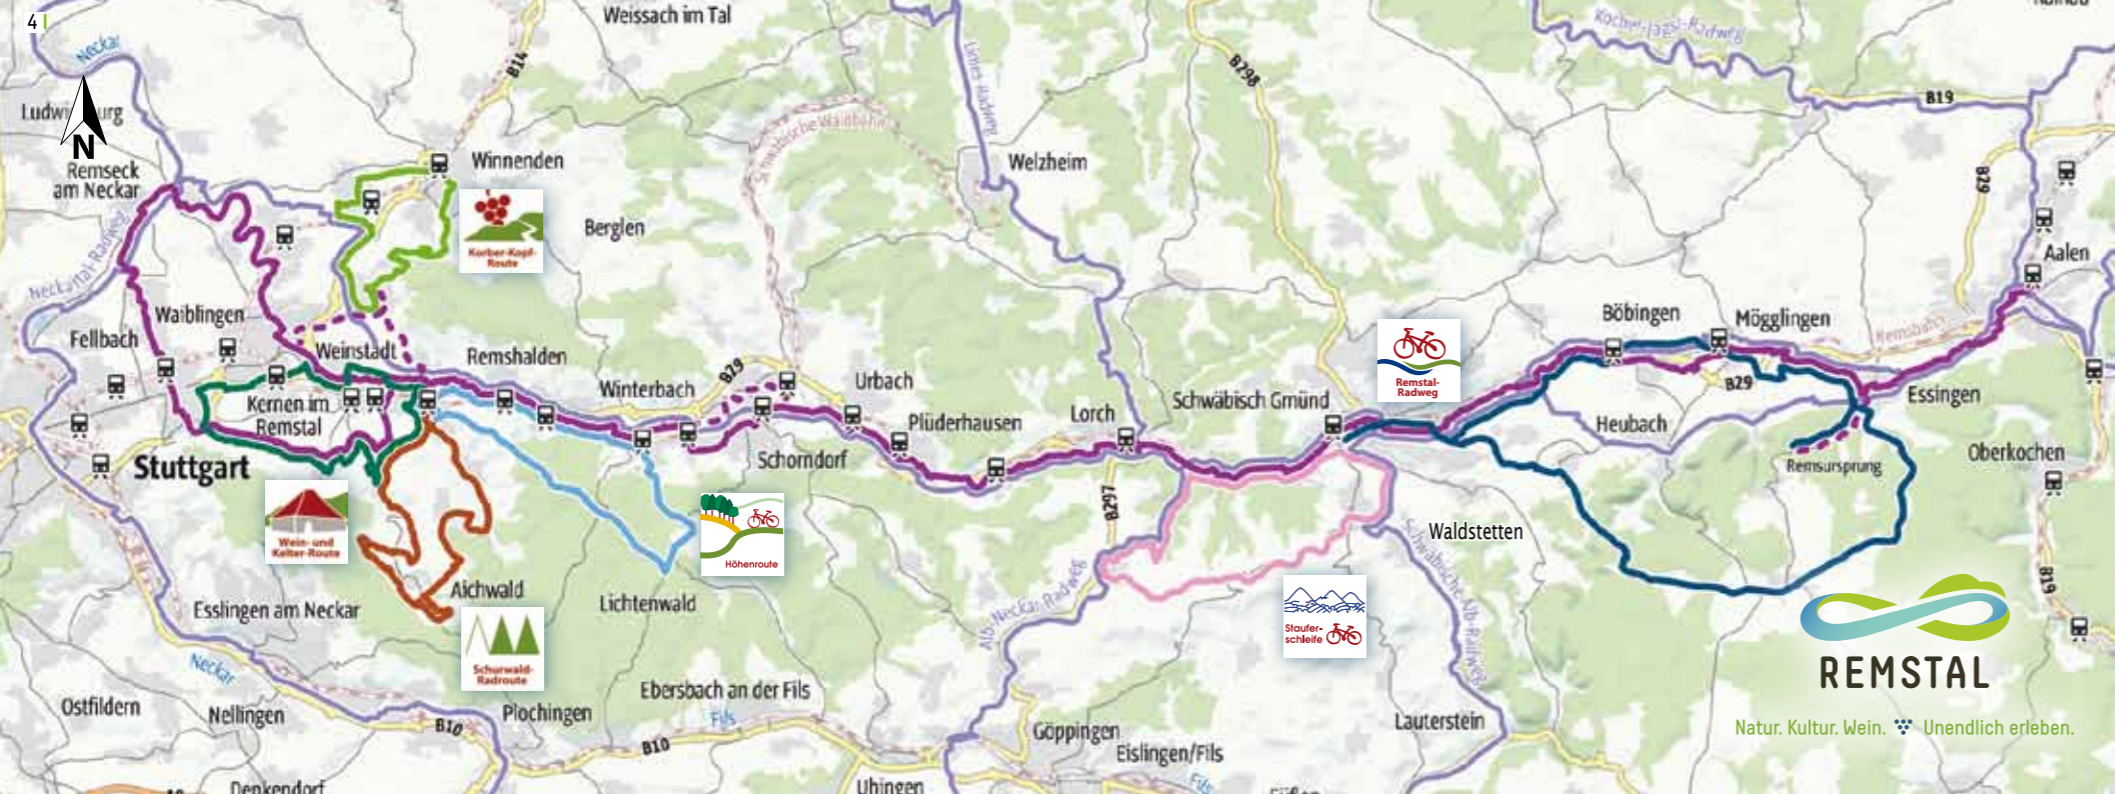 4
Neckar
B14
Weissach im Tal
Limes-Radweg
B298
Kocher-Jagst-Radweg
B19
Schwäbische Waldbahn
Remseck
am Neckar
Winnenden
Welzheim
B29
Korber-Kopf-
Route
Berglen
Neckartal-Radweg
Aalen
Waiblingen
Fellbach
Weinstadt
Remshalden
Böbingen
Mögglingen
Remsbahn
Remstal-
Radweg
Winterbach
B29
Urbach
B29
Essingen
Kernen im
Remstal
Schwäbisch Gmünd
Plüderhausen
Lorch
Heubach
Stuttgart
Schorndorf
Remsursprung
Oberkochen
B297
Wein- und
Kelter-Route
Höhenroute
Waldstetten
Schwäbische-Alb-Radweg
Alb-Neckar-Radweg
Aichwald
Lichtenwald
Esslingen am Neckar
Staufer-
schleife
B19
Schurwald-
Radroute
Neckar
REMSTAL
Natur. Kultur. Wein. Unendlich erleben.
Ostfildern
Nellingen
B10
Plochingen
Ebersbach an der Fils
Fils
B10
Göppingen
Eislingen/Fils
Fils
Lauterstein
Denkendorf
Uhingen